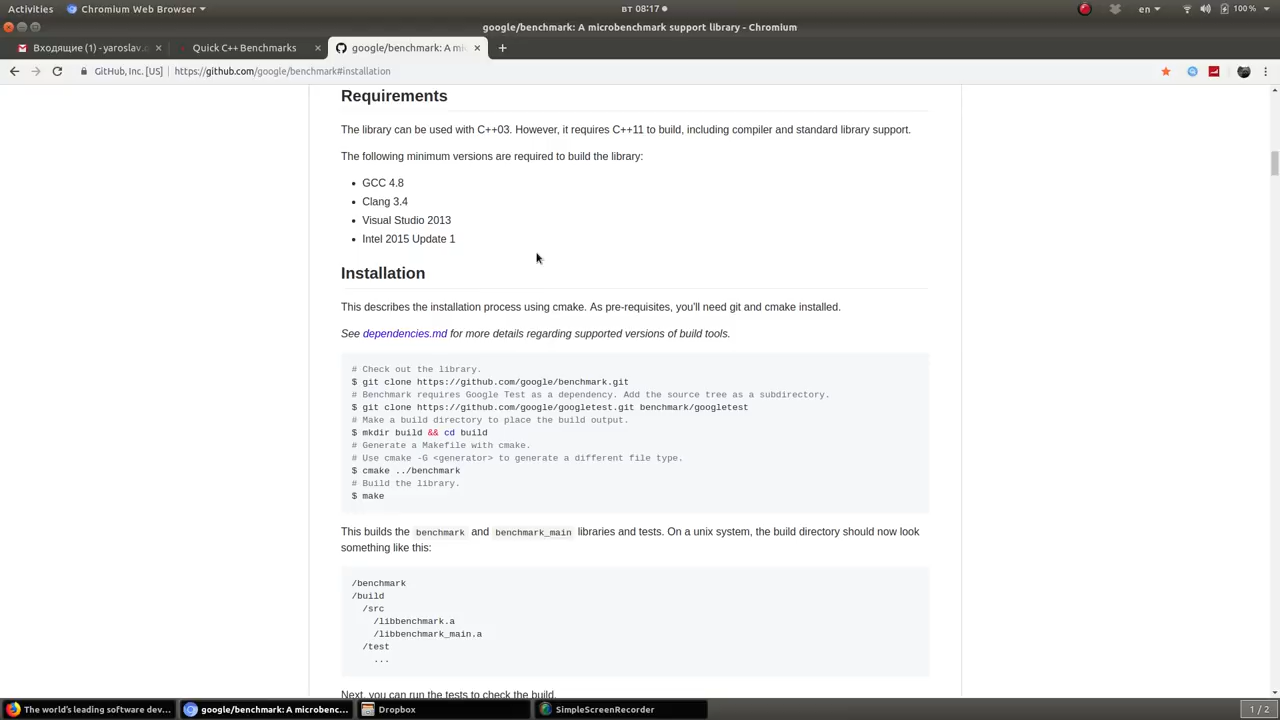 Activities
Chromium Web Browser
вт 08:17
en
100 %
google/benchmark: A microbenchmark support library - Chromium
Входящие (1) - yaroslav.
Quick C++ Benchmarks
google/benchmark: A mic
GitHub, Inc. [US]
https://github.com/google/benchmark#installation
Requirements
The library can be used with C++03. However, it requires C++11 to build, including compiler and standard library support.
The following minimum versions are required to build the library:
GCC 4.8
Clang 3.4
Visual Studio 2013
Intel 2015 Update 1
Installation
This describes the installation process using cmake. As pre-requisites, you'll need git and cmake installed.
See dependencies.md for more details regarding supported versions of build tools.
# Check out the library.
$ git clone https://github.com/google/benchmark.git
# Benchmark requires Google Test as a dependency. Add the source tree as a subdirectory.
$ git clone https://github.com/google/googletest.git benchmark/googletest
# Make a build directory to place the build output.
$ mkdir build && cd build
# Generate a Makefile with cmake.
# Use cmake -G <generator> to generate a different file type.
$ cmake ../benchmark
# Build the library.
$ make
This builds the benchmark and benchmark_main libraries and tests. On a unix system, the build directory should now look
something like this:
/benchmark
/build
/src
/libbenchmark.a
/libbenchmark_main.a
/test
...
Next, you can run the tests to check the build.
The world's leading software dev...
google/benchmark: A microbenc...
Dropbox
SimpleScreenRecorder
1 / 2